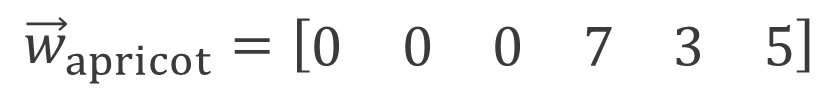 w⃗apricot = [0 0 0 7 3 5]